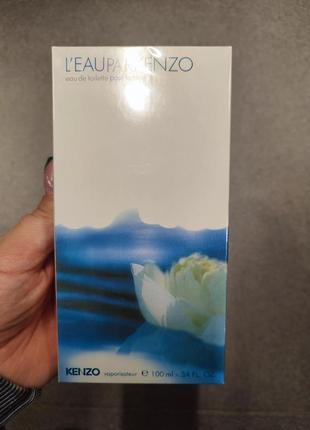 L'EAUPARKENZO
eau de toilette pour
KENZO vaporisateur e 100 ml - 3.4 FL. OZ.